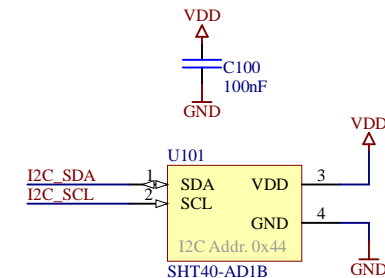 VDD
C100
100nF
GND
VDD
U101
I2C_SDA 1 SDA VDD 3
I2C_SCL 2 SCL
GND 4
I2C Addr. 0x44
SHT40-AD1B GND